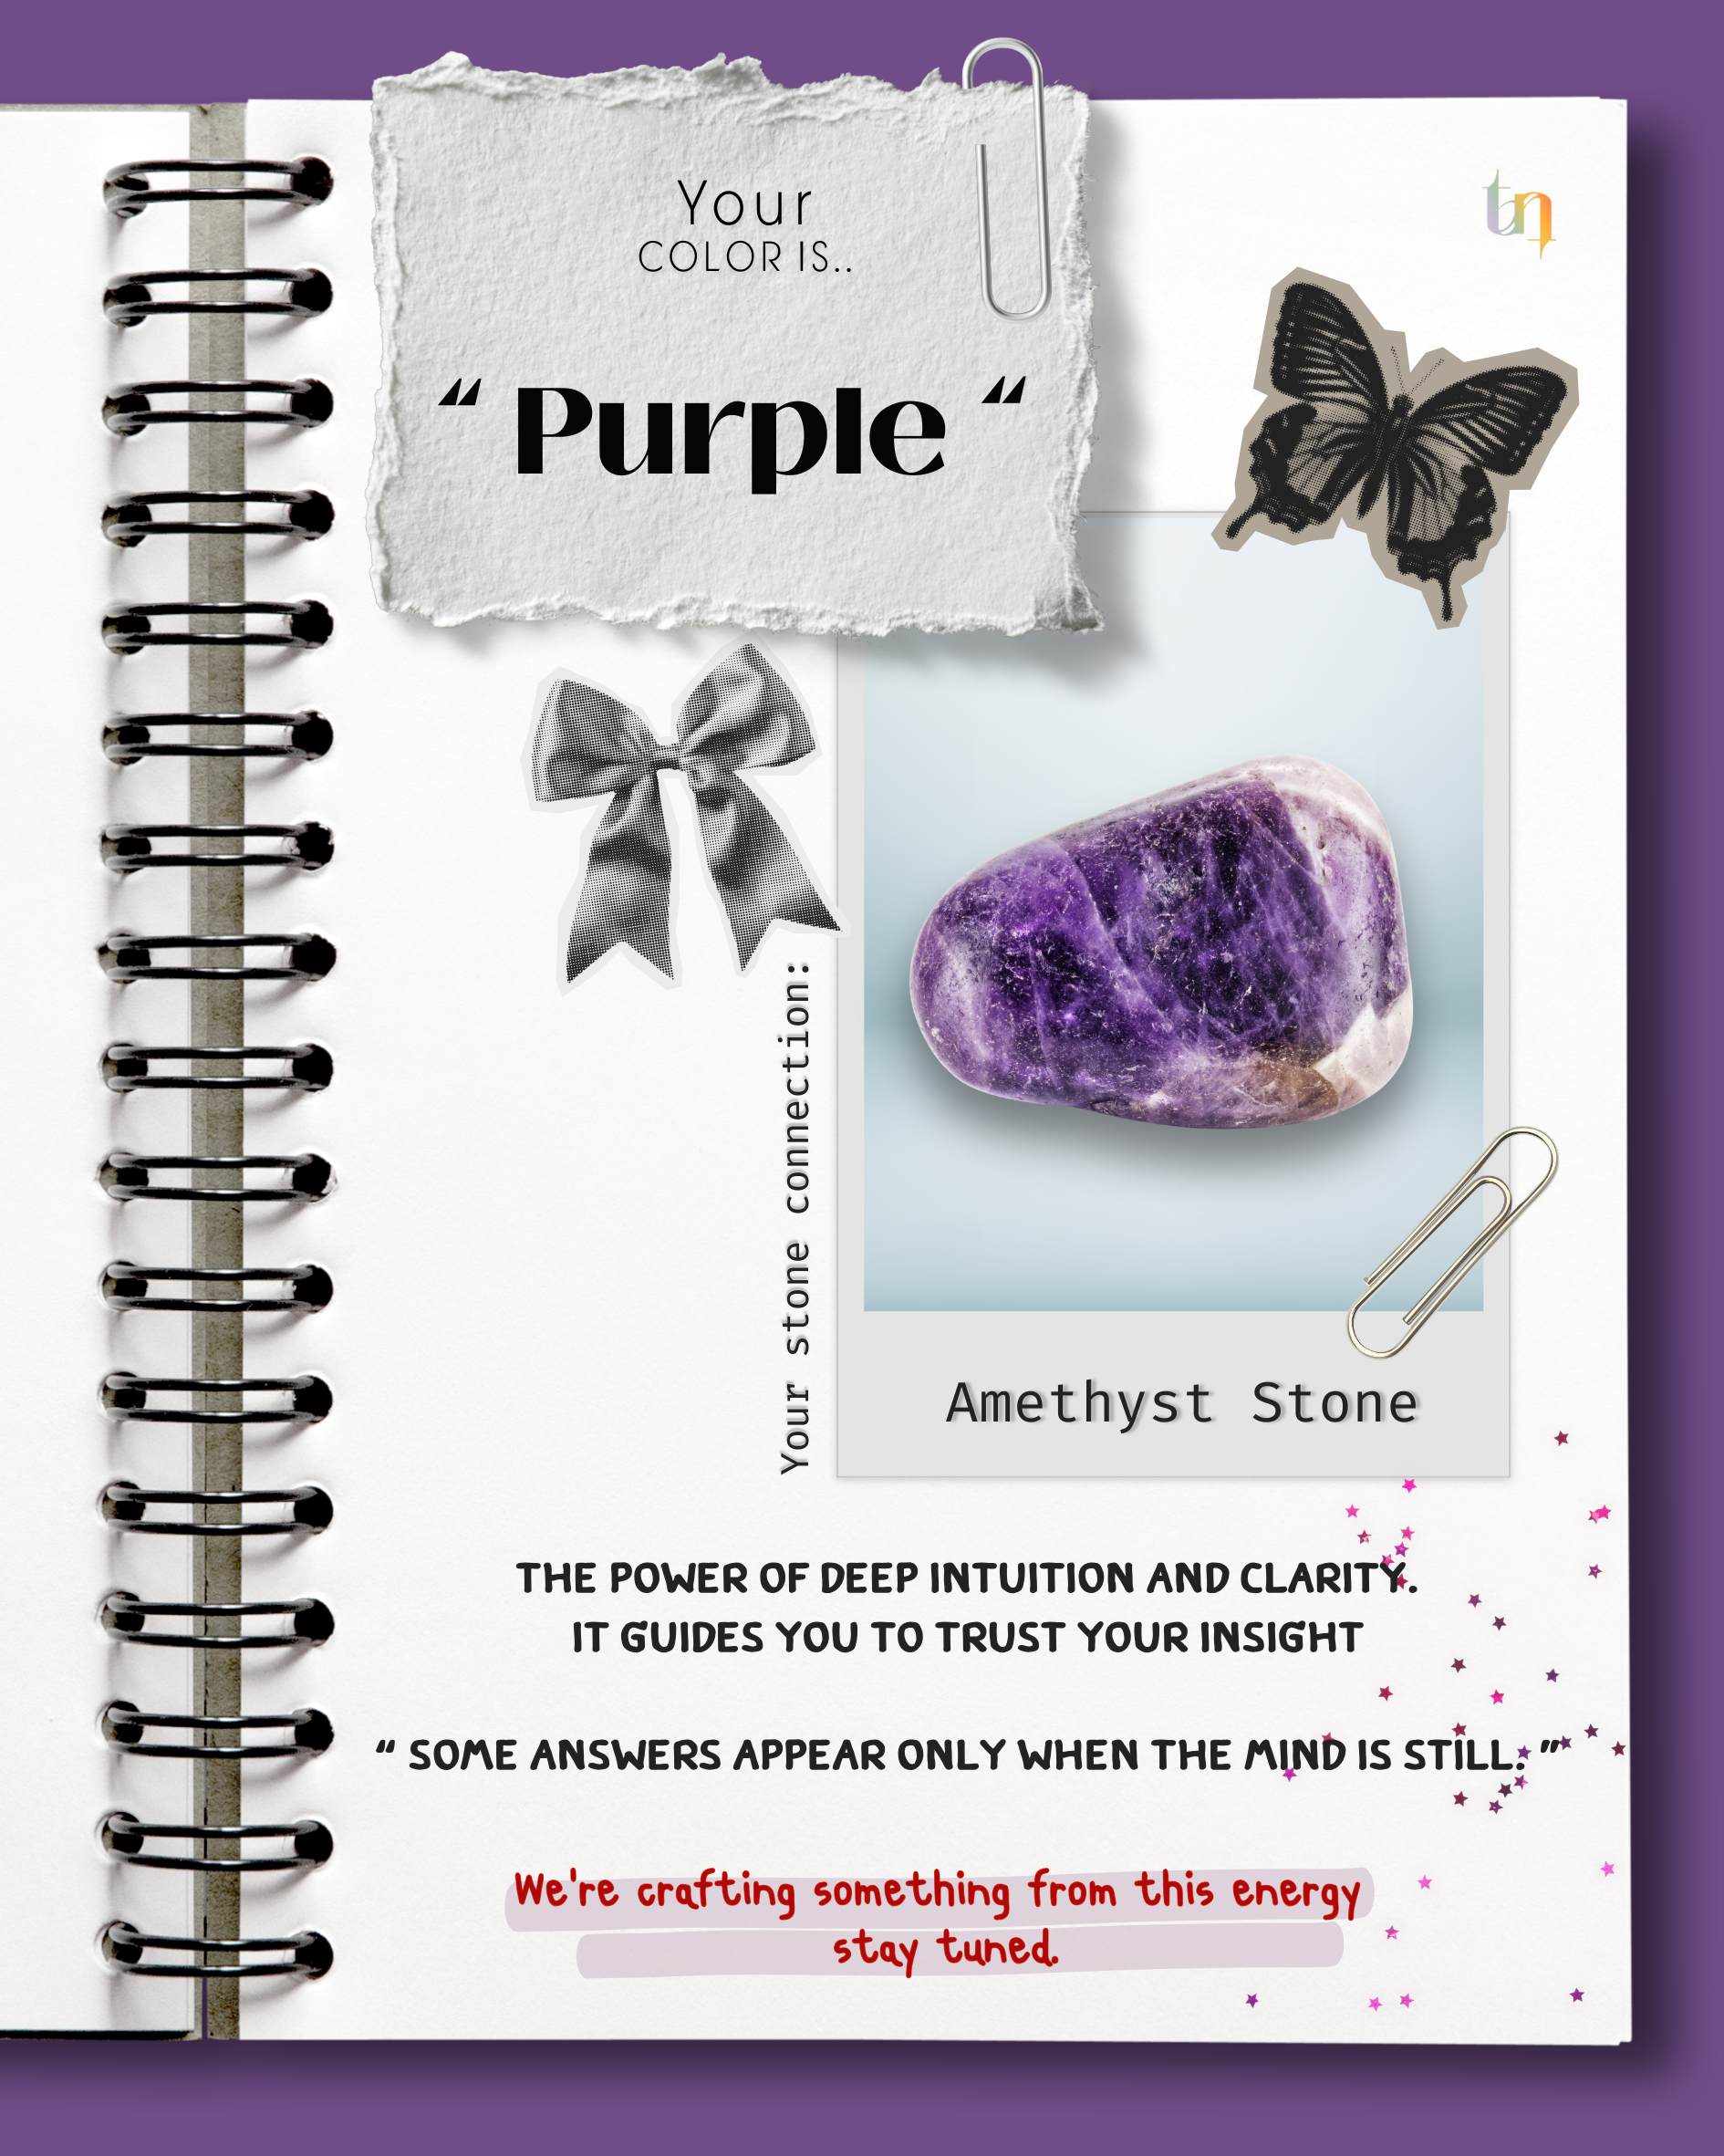 Your
COLOR IS..
“ Purple “
tn
Your stone connection:
Amethyst Stone
THE POWER OF DEEP INTUITION AND CLARITY.
IT GUIDES YOU TO TRUST YOUR INSIGHT
“ SOME ANSWERS APPEAR ONLY WHEN THE MIND IS STILL. ”
We're crafting something from this energy
stay tuned.